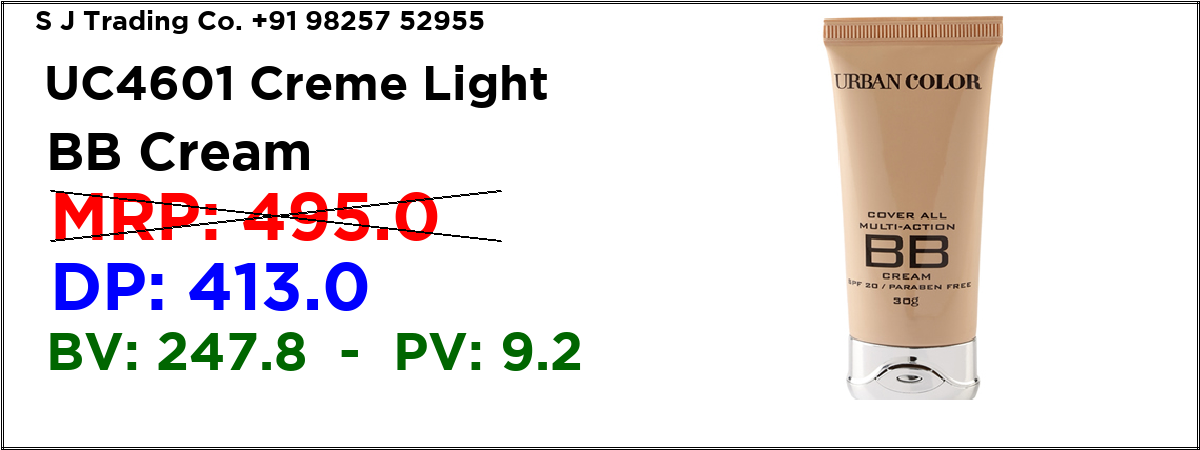 S J Trading Co. +91 98257 52955
UC4601 Creme Light
BB Cream
MRP: 495.0
DP: 413.0
BV: 247.8 - PV: 9.2
URBAN COLOR
COVER ALL
MULTI-ACTION
BB
CREAM
SPF 20 / PARABEN FREE
30g